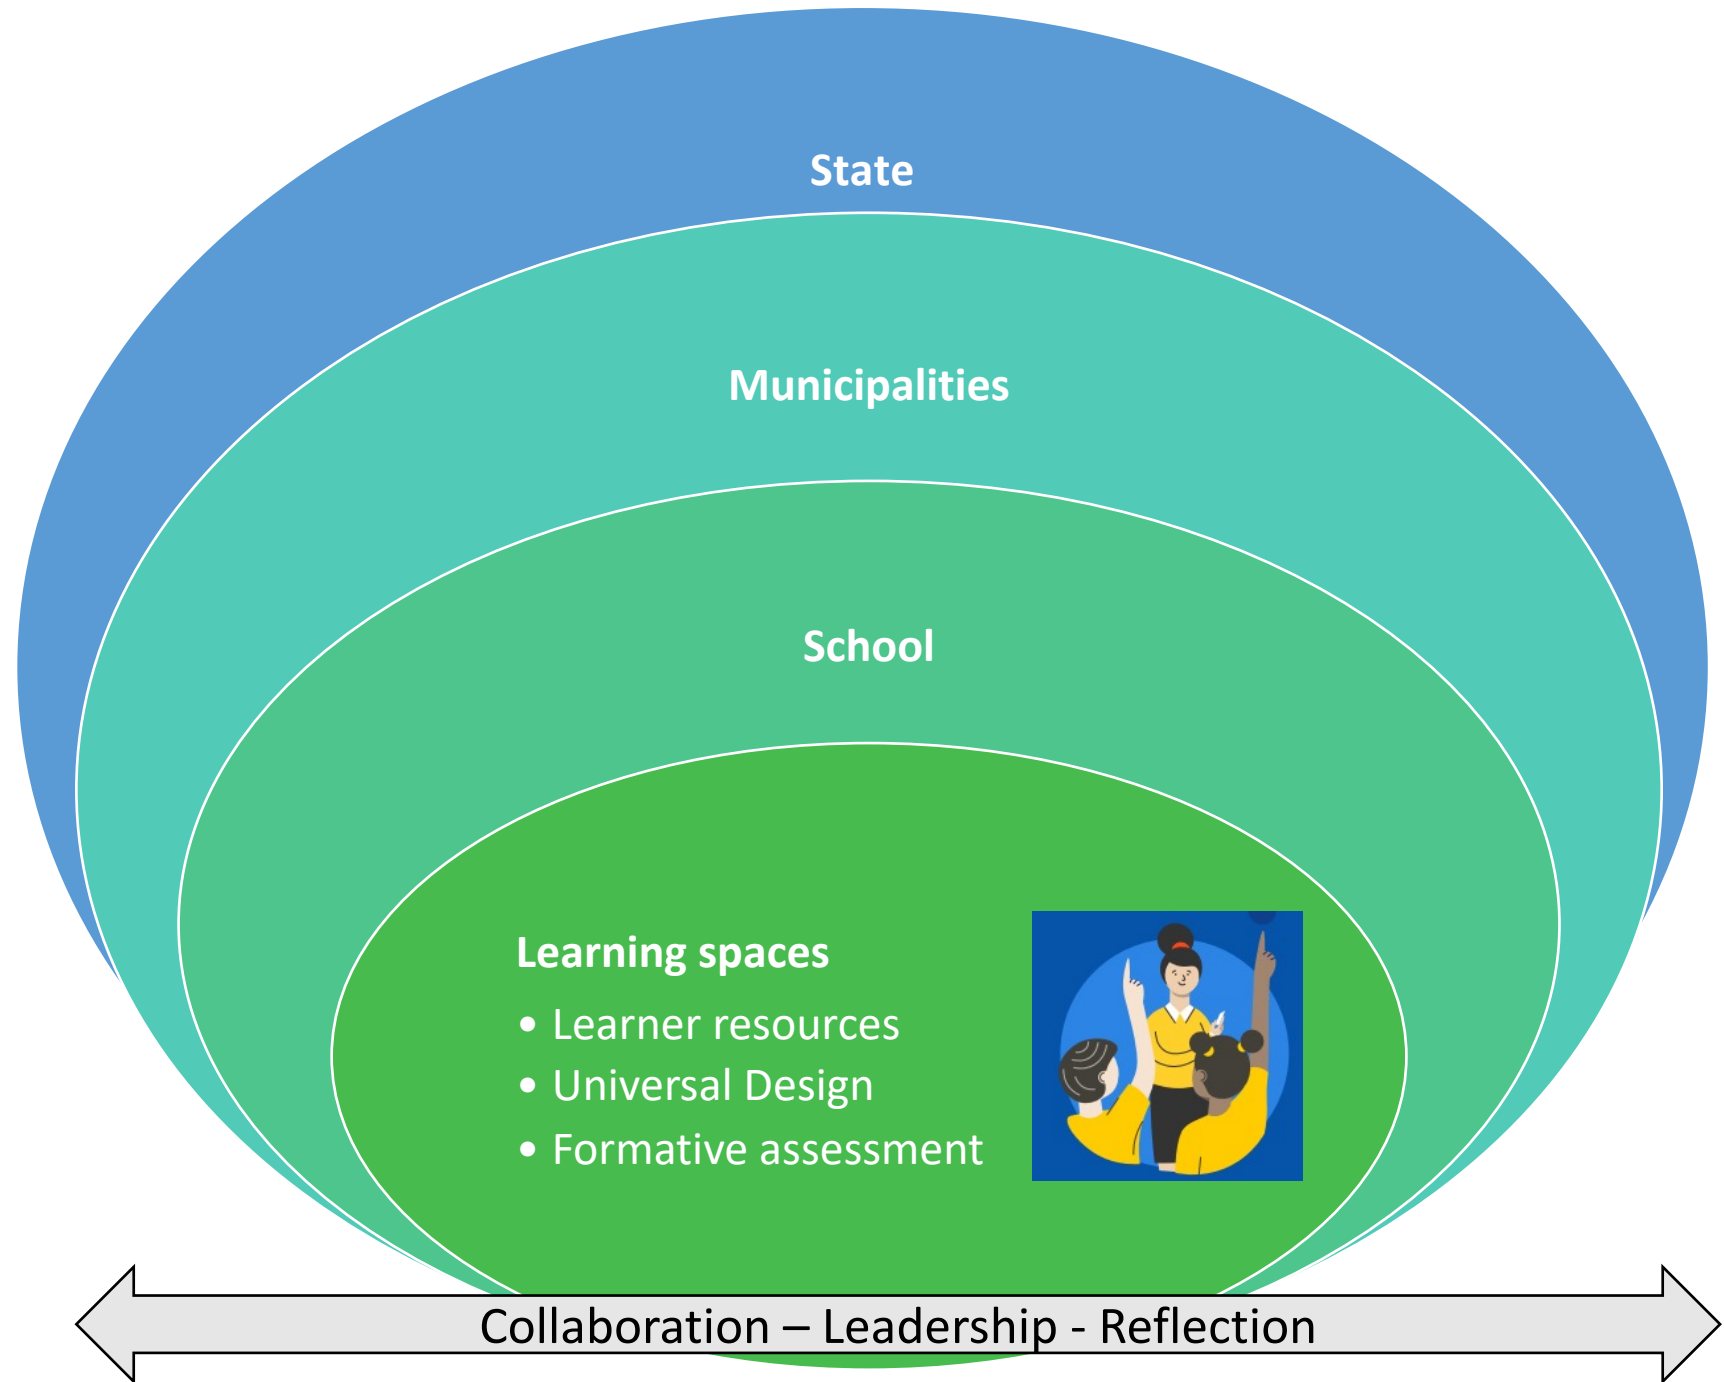 State
Municipalities
School
Learning spaces
• Learner resources
• Universal Design
• Formative assessment
Collaboration – Leadership - Reflection